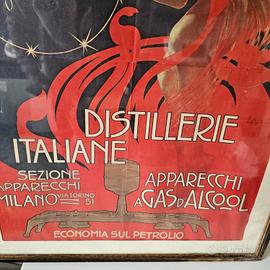 DISTILLERIE
ITALIANE
SEZIONE
APPARECCHI
MILANO VIA TORINO 51
APPARECCHI
A GAS D'ALCOOL
ECONOMIA SUL PETROLIO